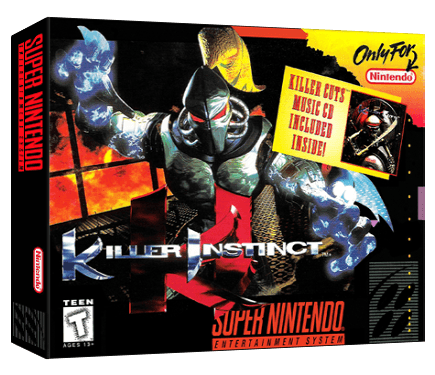 SUPER NINTENDO
Nintendo
Only For
Nintendo
KILLER CUTS
MUSIC CD
INCLUDED
INSIDE!
KILLER INSTINCT
TEEN
T
AGES 13+
SUPER NINTENDO
ENTERTAINMENT SYSTEM